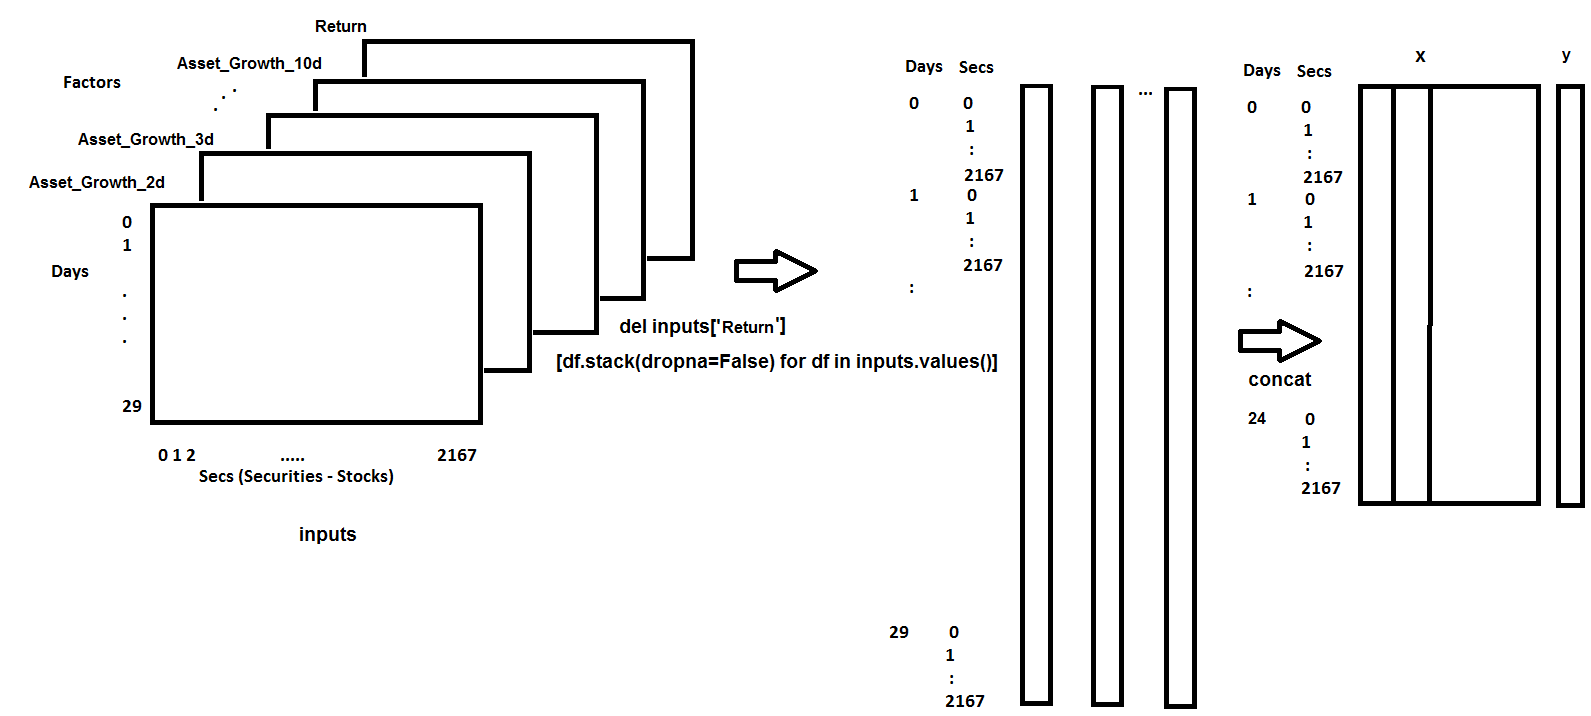 Return
Asset_Growth_10d
Factors
. . .
Asset_Growth_3d
Asset_Growth_2d
0
1
Days
.
.
.
29
0 1 2 ..... 2167
Secs (Securities - Stocks)
inputs
del inputs['Return']
[df.stack(dropna=False) for df in inputs.values()]
Days Secs
...
0 0
1
:
2167
1 0
1
:
2167
:
29 0
1
:
2167
x y
Days Secs
0 0
1
:
2167
1 0
1
:
2167
:
concat
24 0
1
:
2167